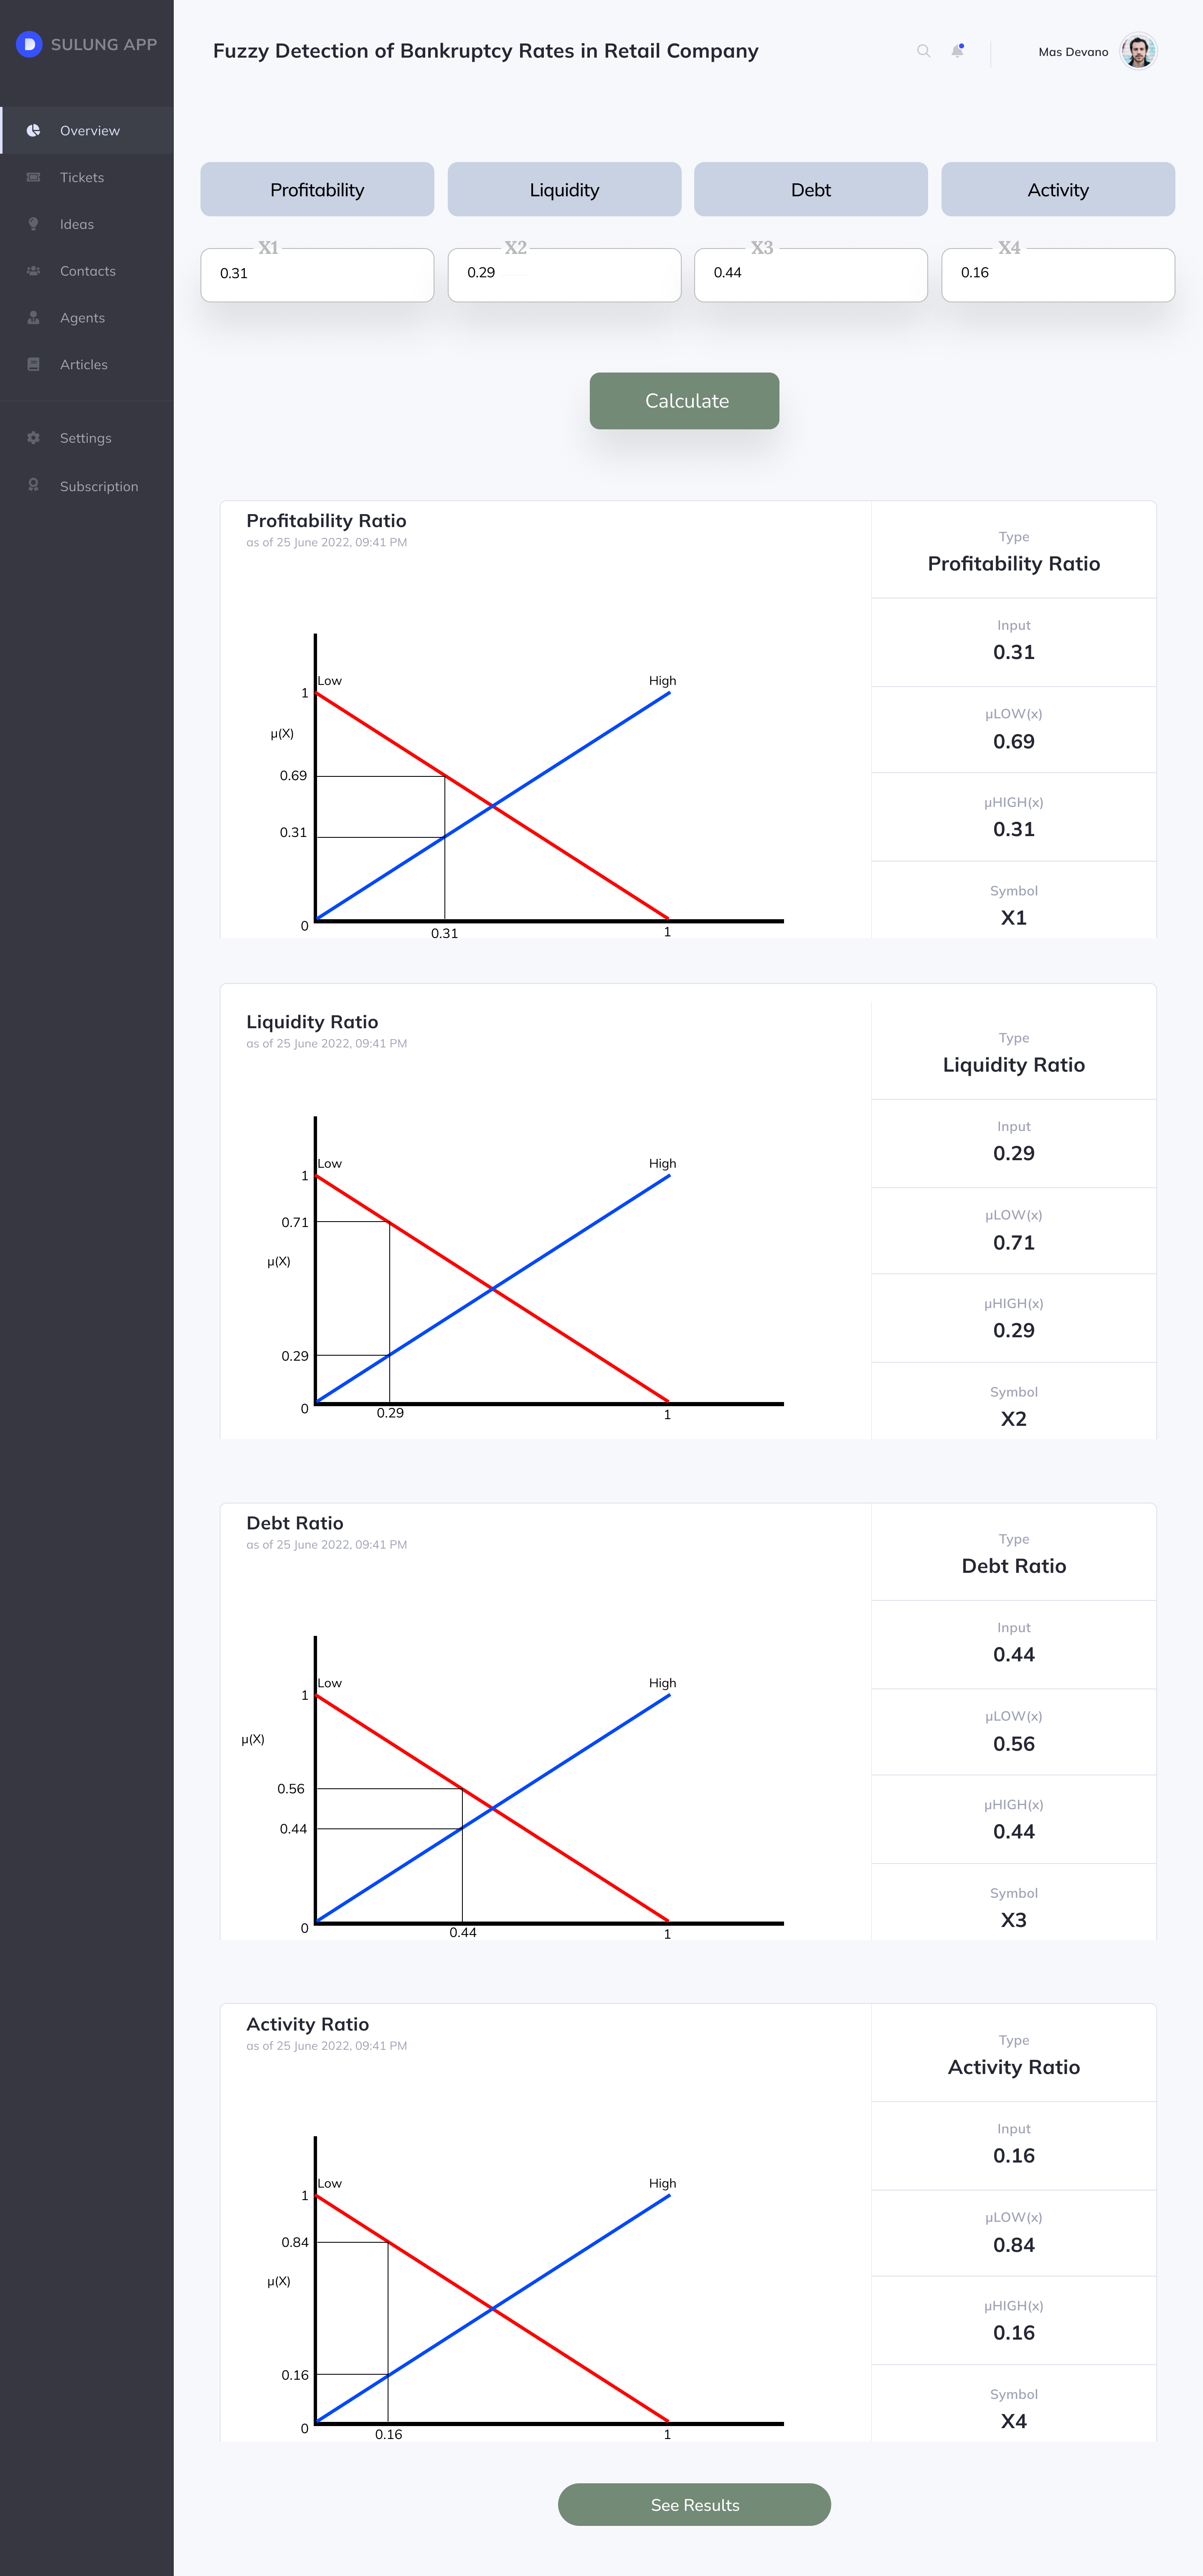 SULUNG APP
Overview
Tickets
Ideas
Contacts
Agents
Articles
Settings
Subscription
Fuzzy Detection of Bankruptcy Rates in Retail Company
Mas Devano
Profitability
Liquidity
Debt
Activity
X1
X2
X3
X4
0.31
0.29
0.44
0.16
Calculate
Profitability Ratio
as of 25 June 2022, 09:41 PM
Low
High
1
µ(X)
0.69
0.31
0
0.31
1
Type
Profitability Ratio
Input
0.31
µLOW(x)
0.69
µHIGH(x)
0.31
Symbol
X1
Liquidity Ratio
as of 25 June 2022, 09:41 PM
Low
High
1
0.71
µ(X)
0.29
0
0.29
1
Type
Liquidity Ratio
Input
0.29
µLOW(x)
0.71
µHIGH(x)
0.29
Symbol
X2
Debt Ratio
as of 25 June 2022, 09:41 PM
Low
High
1
µ(X)
0.56
0.44
0
0.44
1
Type
Debt Ratio
Input
0.44
µLOW(x)
0.56
µHIGH(x)
0.44
Symbol
X3
Activity Ratio
as of 25 June 2022, 09:41 PM
Low
High
1
0.84
µ(X)
0.16
0
0.16
1
Type
Activity Ratio
Input
0.16
µLOW(x)
0.84
µHIGH(x)
0.16
Symbol
X4
See Results